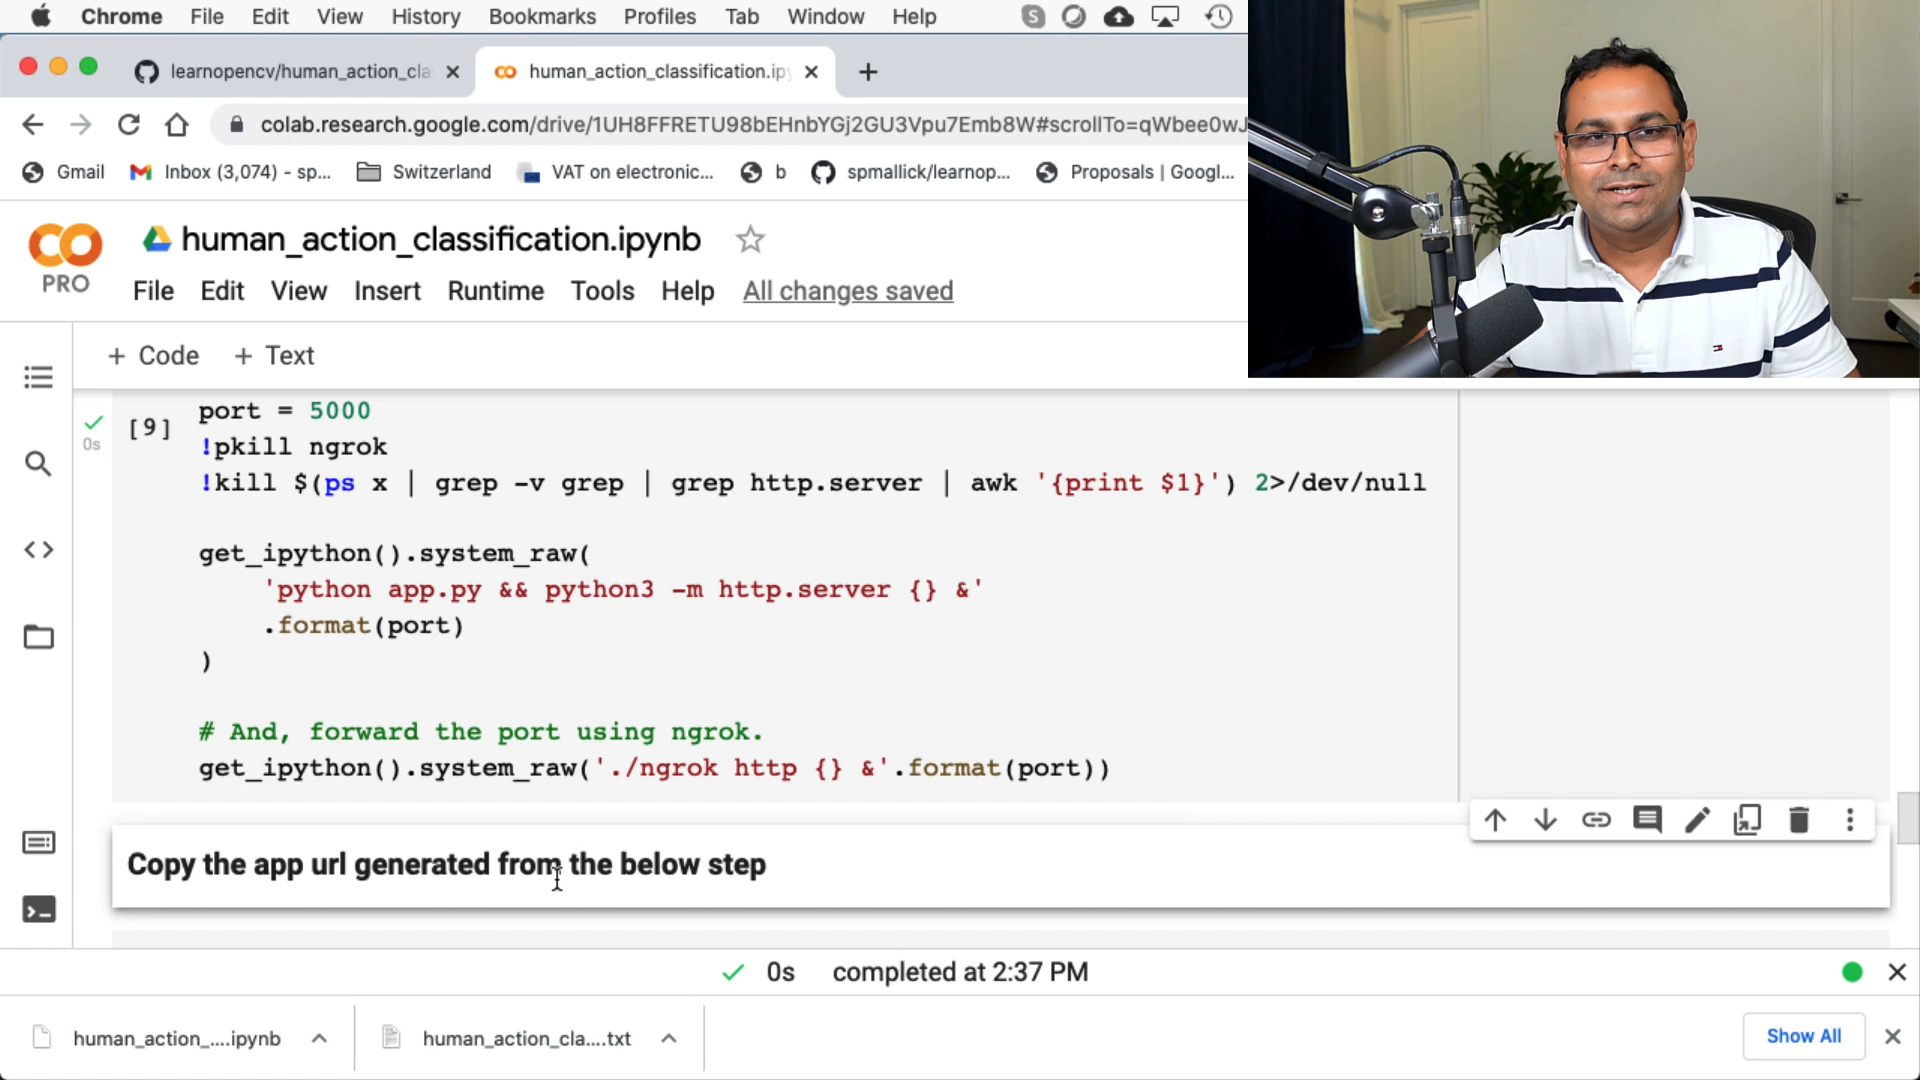 Chrome File Edit View History Bookmarks Profiles Tab Window Help
learnopencv/human_action_cla
human_action_classification.ip
colab.research.google.com/drive/1UH8FFRETU98bEHnbYGj2GU3Vpu7Emb8W#scrollTo=qWbee0wJ
Gmail Inbox (3,074) - sp... Switzerland VAT on electronic... b spmallick/learnop... Proposals | Googl...
human_action_classification.ipynb
PRO
File Edit View Insert Runtime Tools Help All changes saved
+ Code + Text
[9] port = 5000
0s
!pkill ngrok
!kill $(ps x | grep -v grep | grep http.server | awk '{print $1}') 2>/dev/null
get_ipython().system_raw(
'python app.py && python3 -m http.server {} &'
.format(port)
)
# And, forward the port using ngrok.
get_ipython().system_raw('./ngrok http {} &'.format(port))
Copy the app url generated from the below step
0s completed at 2:37 PM
human_action_....ipynb human_action_cla....txt Show All